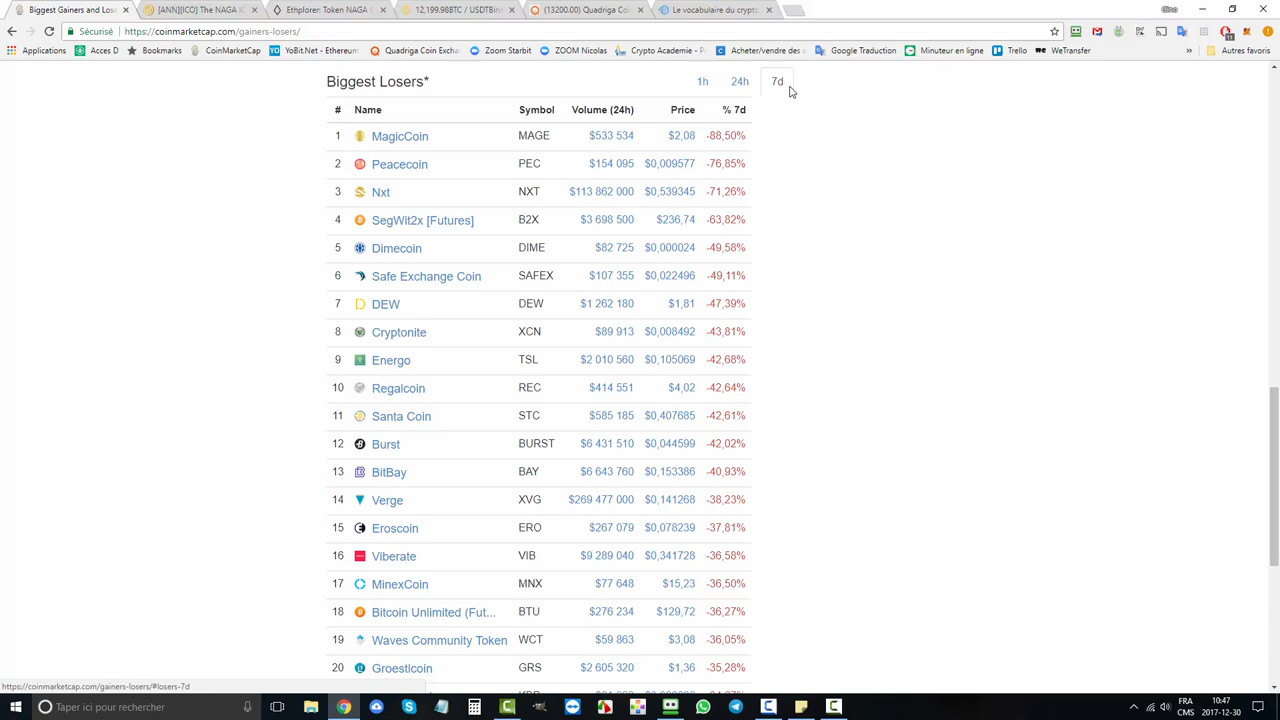 Biggest Gainers and Lose
[ANN][ICO] The NAGA IC
Ethplorer: Token NAGA C
12,199.98BTC / USDTBina
(13200.00) Quadriga Coi
Le vocabulaire du crypto
Gino
Sécurisé
https://coinmarketcap.com/gainers-losers/
Applications
Acces D
Bookmarks
CoinMarketCap
YoBit.Net - Ethereum
Quadriga Coin Exchan
Zoom Startle
ZOOM Nicolas
Crypto Academie - Po
Acheter/vendre des
Google Traduction
Minuteur en ligne
Trello
WeTransfer
»
Autres favoris
Biggest Losers* 1h 24h 7d
# Name Symbol Volume (24h) Price % 7d
1 MagicCoin MAGE $533 534 $2,08 -88,50%
2 Peacecoin PEC $154 095 $0,009577 -76,85%
3 Nxt NXT $113 862 000 $0,539345 -71,26%
4 SegWit2x [Futures] B2X $3 698 500 $236,74 -63,82%
5 Dimecoin DIME $82 725 $0,000024 -49,58%
6 Safe Exchange Coin SAFEX $107 355 $0,022496 -49,11%
7 DEW DEW $1 262 180 $1,81 -47,39%
8 Cryptonite XCN $89 913 $0,008492 -43,81%
9 Energo TSL $2 010 560 $0,105069 -42,68%
10 Regalcoin REC $414 551 $4,02 -42,64%
11 Santa Coin STC $585 185 $0,407685 -42,61%
12 Burst BURST $6 431 510 $0,044599 -42,02%
13 BitBay BAY $6 643 760 $0,153386 -40,93%
14 Verge XVG $269 477 000 $0,141268 -38,23%
15 Eroscoin ERO $267 079 $0,078239 -37,81%
16 Viberate VIB $9 289 040 $0,341728 -36,58%
17 MinexCoin MNX $77 648 $15,23 -36,50%
18 Bitcoin Unlimited (Fut... BTU $276 234 $129,72 -36,27%
19 Waves Community Token WCT $59 863 $3,08 -36,05%
20 Groestlcoin GRS $2 605 320 $1,36 -35,28%
https://coinmarketcap.com/gainers-losers/#losers-7d
Taper ici pour rechercher
FRA 10:47
CMS 2017-12-30